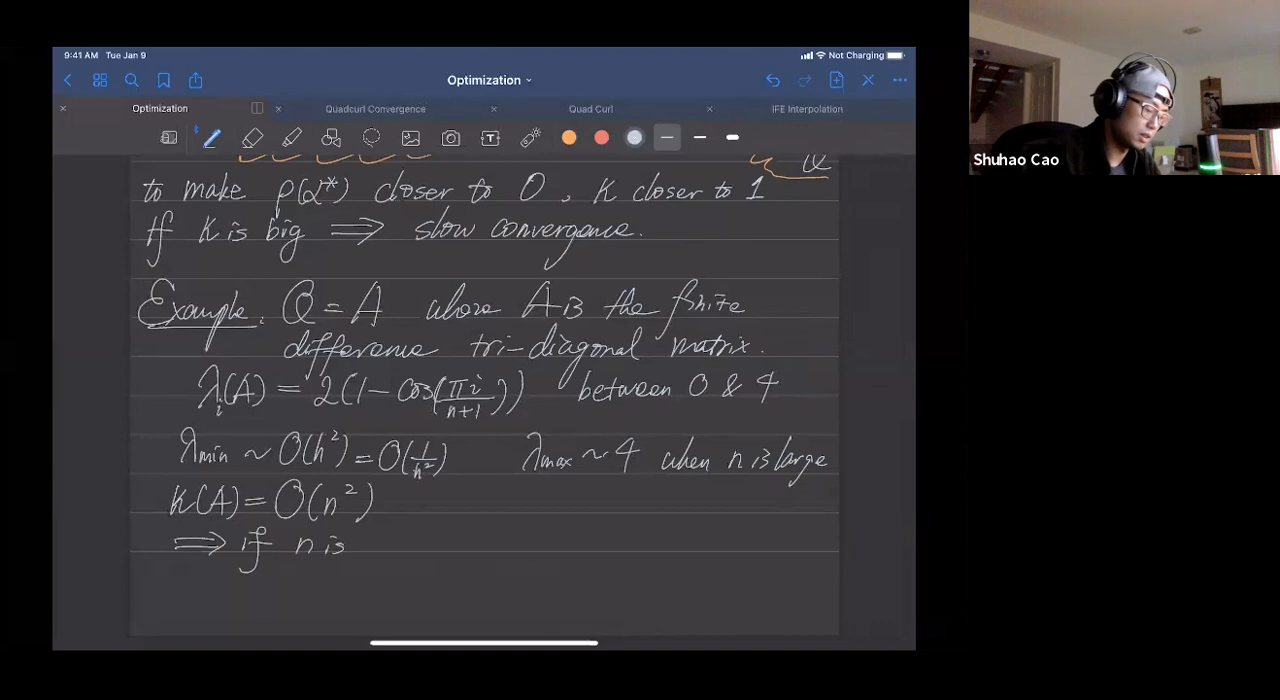 9:41 AM Tue Jan 9
Not Charging
Optimization
Optimization
Quadcurl Convergence
Quad Curl
IFE Interpolation
Shuhao Cao
to make ρ(Q*) closer to 0, K closer to 1
If K is big ⟹ slow convergence.
Example: Q = A where A is the finite
difference tri-diagonal matrix.
λi(A) = 2(1 - cos(πi/n+1)) between 0 & 4
λmin ~ O(h²) = O(1/n²) λmax ~ 4 when n is large
K(A) = O(n²)
⟹ if n is